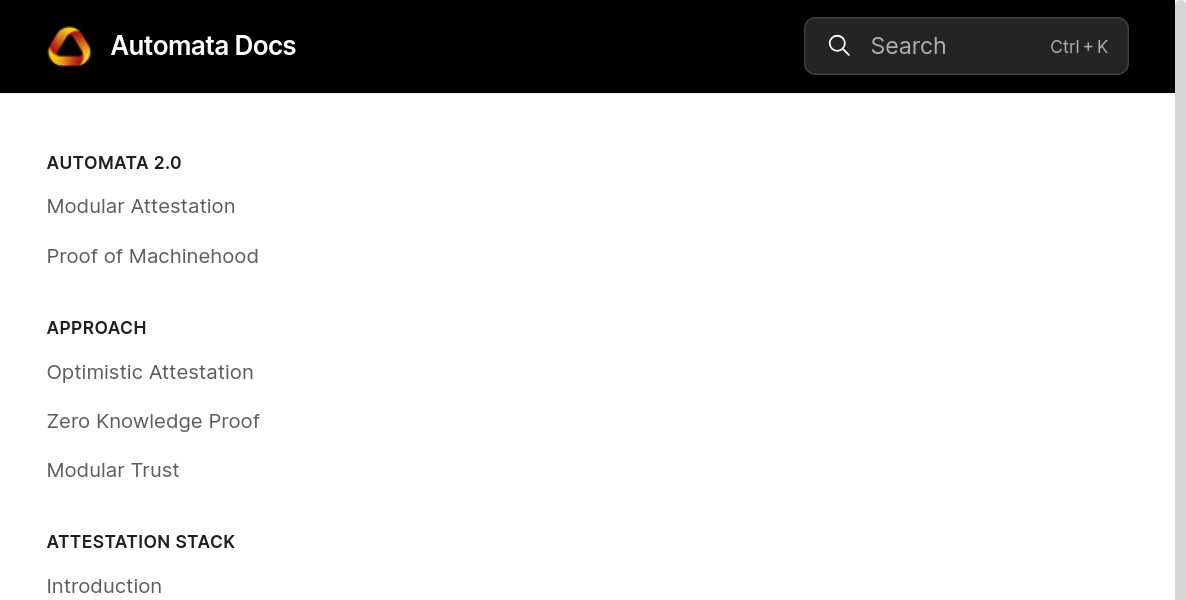 Automata Docs
Search Ctrl + K
AUTOMATA 2.0
Modular Attestation
Proof of Machinehood
APPROACH
Optimistic Attestation
Zero Knowledge Proof
Modular Trust
ATTESTATION STACK
Introduction